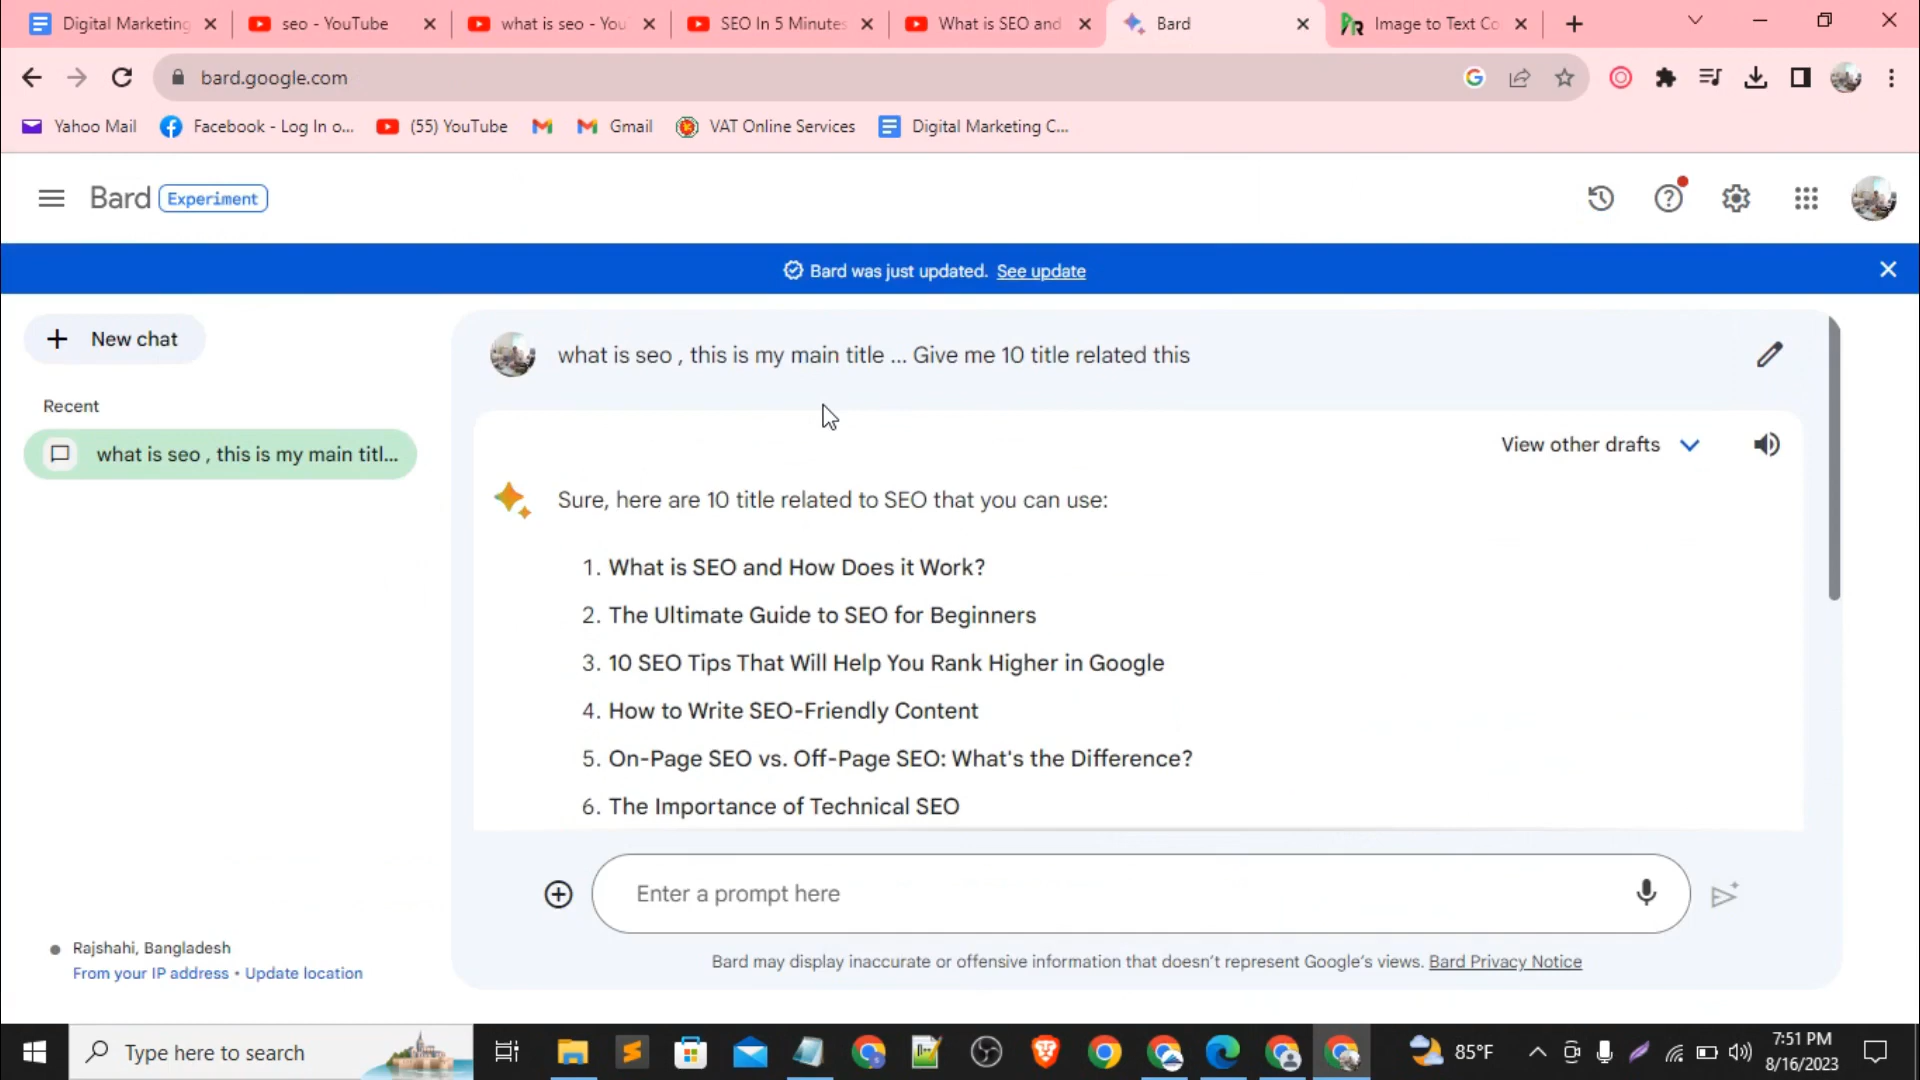 Digital Marketing
seo - YouTube
what is seo - You
SEO In 5 Minutes
What is SEO and
Bard
Image to Text Co
bard.google.com
Yahoo Mail
Facebook - Log In o...
(55) YouTube
Gmail
VAT Online Services
Digital Marketing C...
Bard Experiment
Bard was just updated. See update
New chat
Recent
what is seo , this is my main titl...
Rajshahi, Bangladesh
From your IP address • Update location
what is seo , this is my main title ... Give me 10 title related this
View other drafts
Sure, here are 10 title related to SEO that you can use:
1. What is SEO and How Does it Work?
2. The Ultimate Guide to SEO for Beginners
3. 10 SEO Tips That Will Help You Rank Higher in Google
4. How to Write SEO-Friendly Content
5. On-Page SEO vs. Off-Page SEO: What's the Difference?
6. The Importance of Technical SEO
Enter a prompt here
Bard may display inaccurate or offensive information that doesn't represent Google's views. Bard Privacy Notice
Type here to search
85°F
7:51 PM
8/16/2023